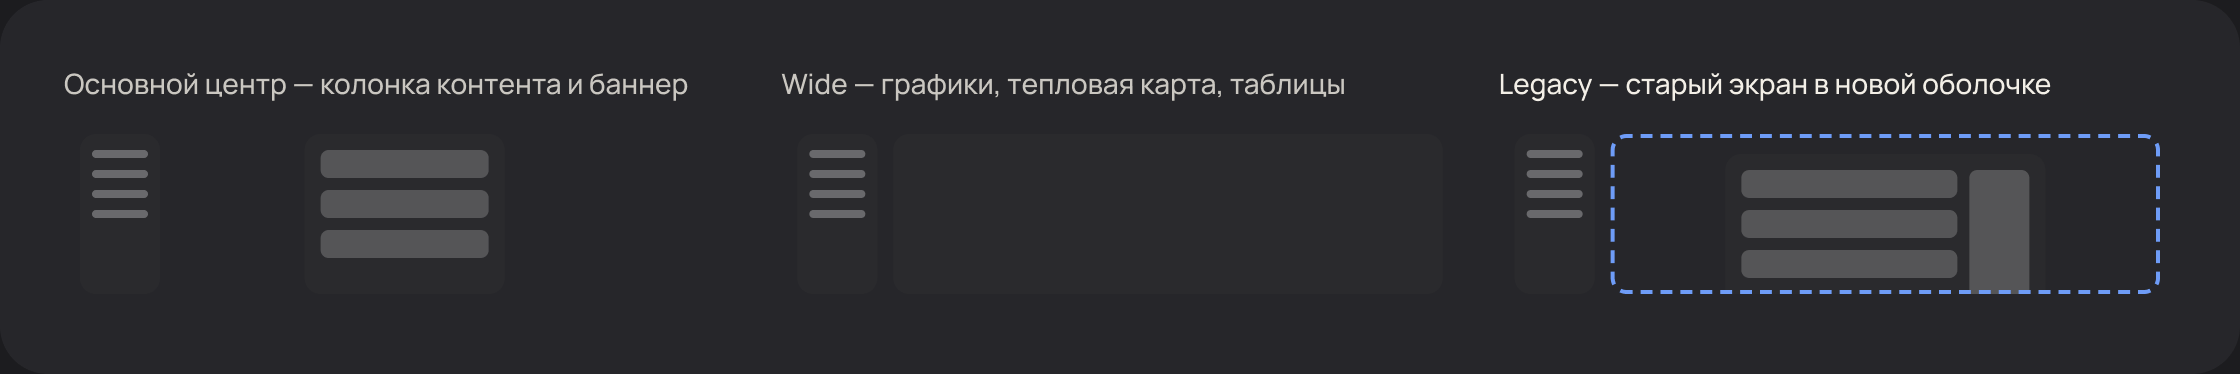 Основной центр — колонка контента и баннер
Wide — графики, тепловая карта, таблицы
Legacy — старый экран в новой оболочке